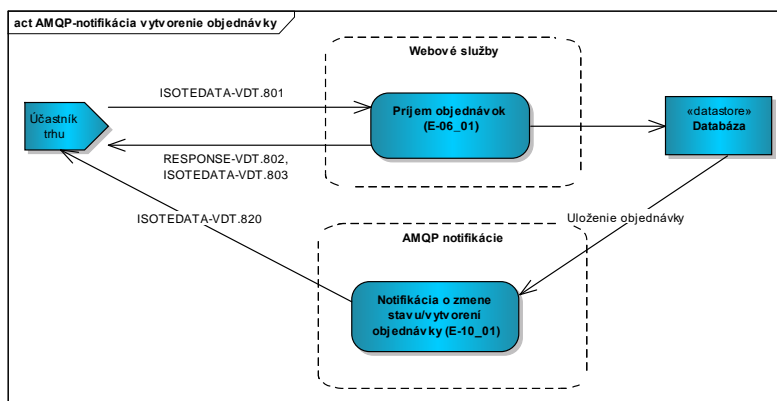 act AMQP-notifikácia vytvorenie objednávky
Webové služby
ISOTEDATA-VDT.801
Účastník
trhu
Príjem objednávok
(E-06_01)
«datastore»
Databáza
RESPONSE-VDT.802,
ISOTEDATA-VDT.803
ISOTEDATA-VDT.820
Uloženie objednávky
AMQP notifikácie
Notifikácia o zmene
stavu/vytvorení
objednávky (E-10_01)